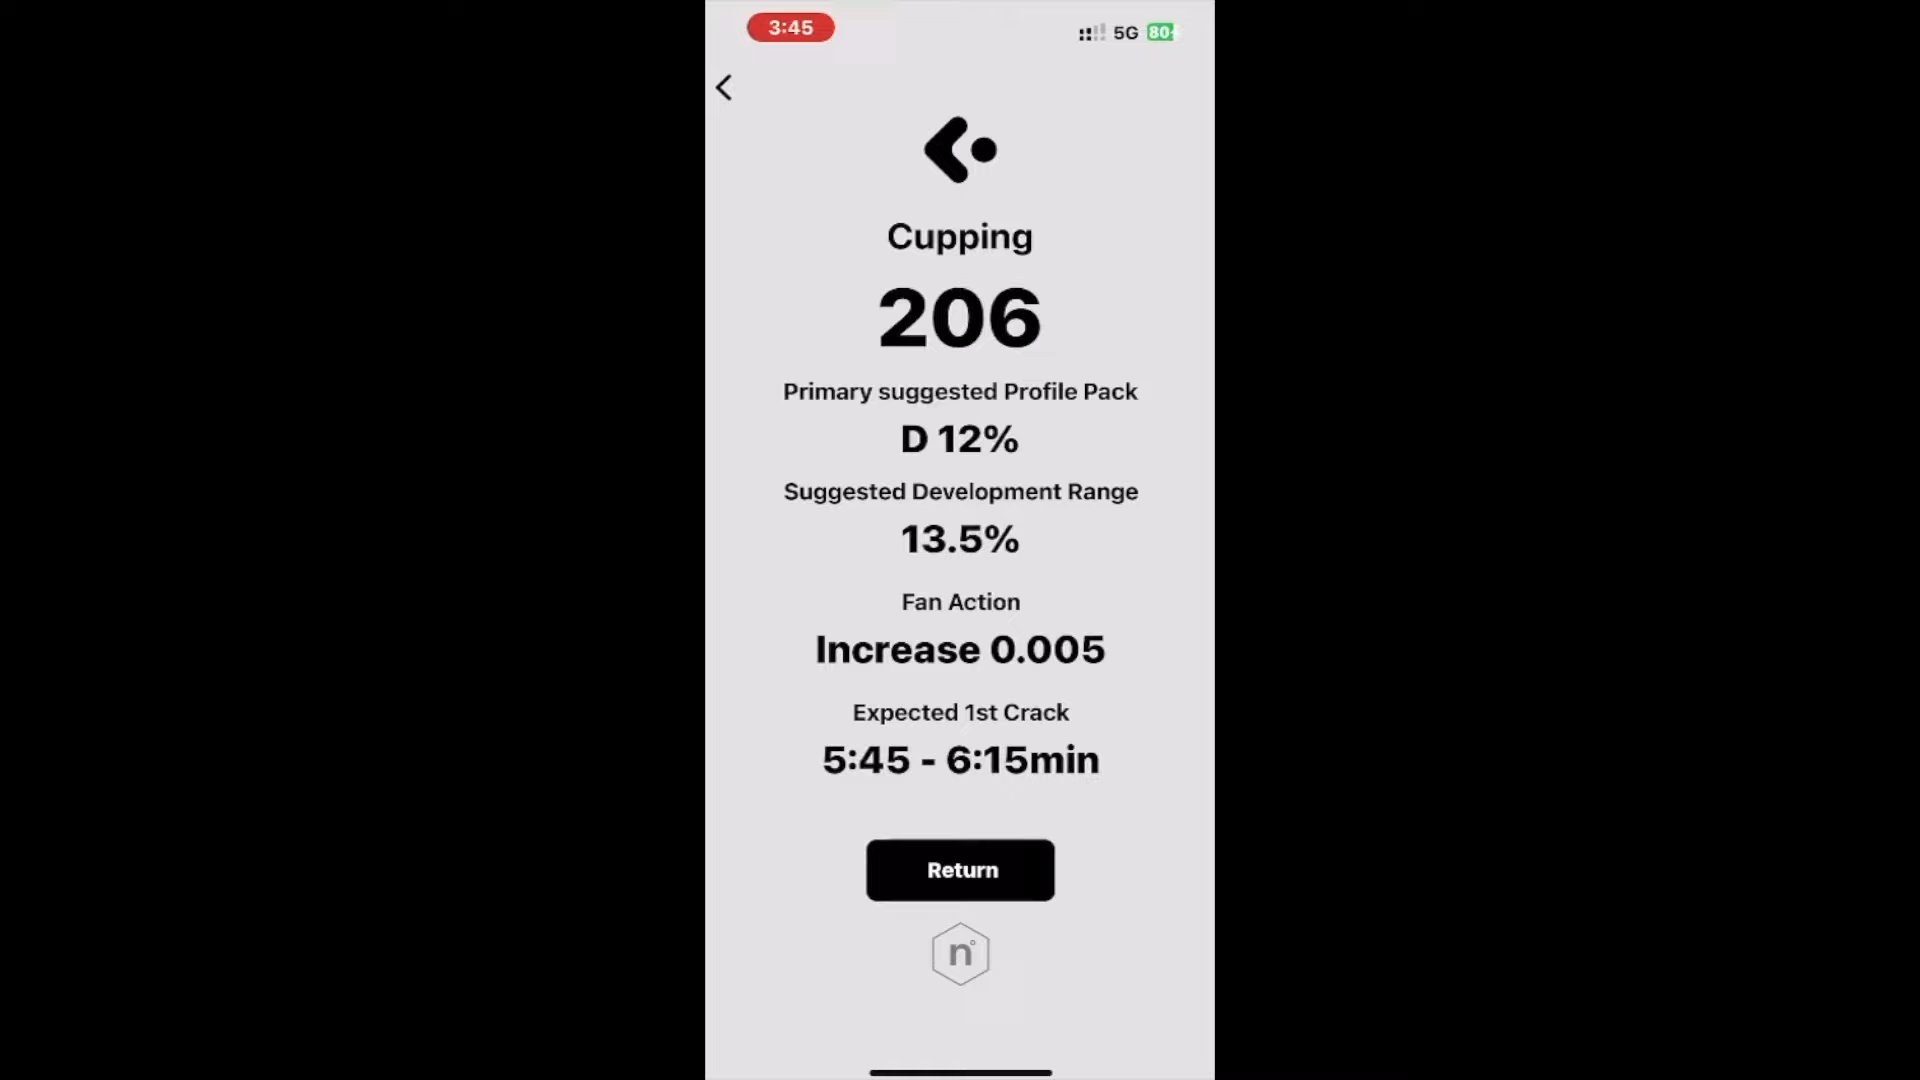 3:45
5G 80
Cupping
206
Primary suggested Profile Pack
D 12%
Suggested Development Range
13.5%
Fan Action
Increase 0.005
Expected 1st Crack
5:45 - 6:15min
Return
n°